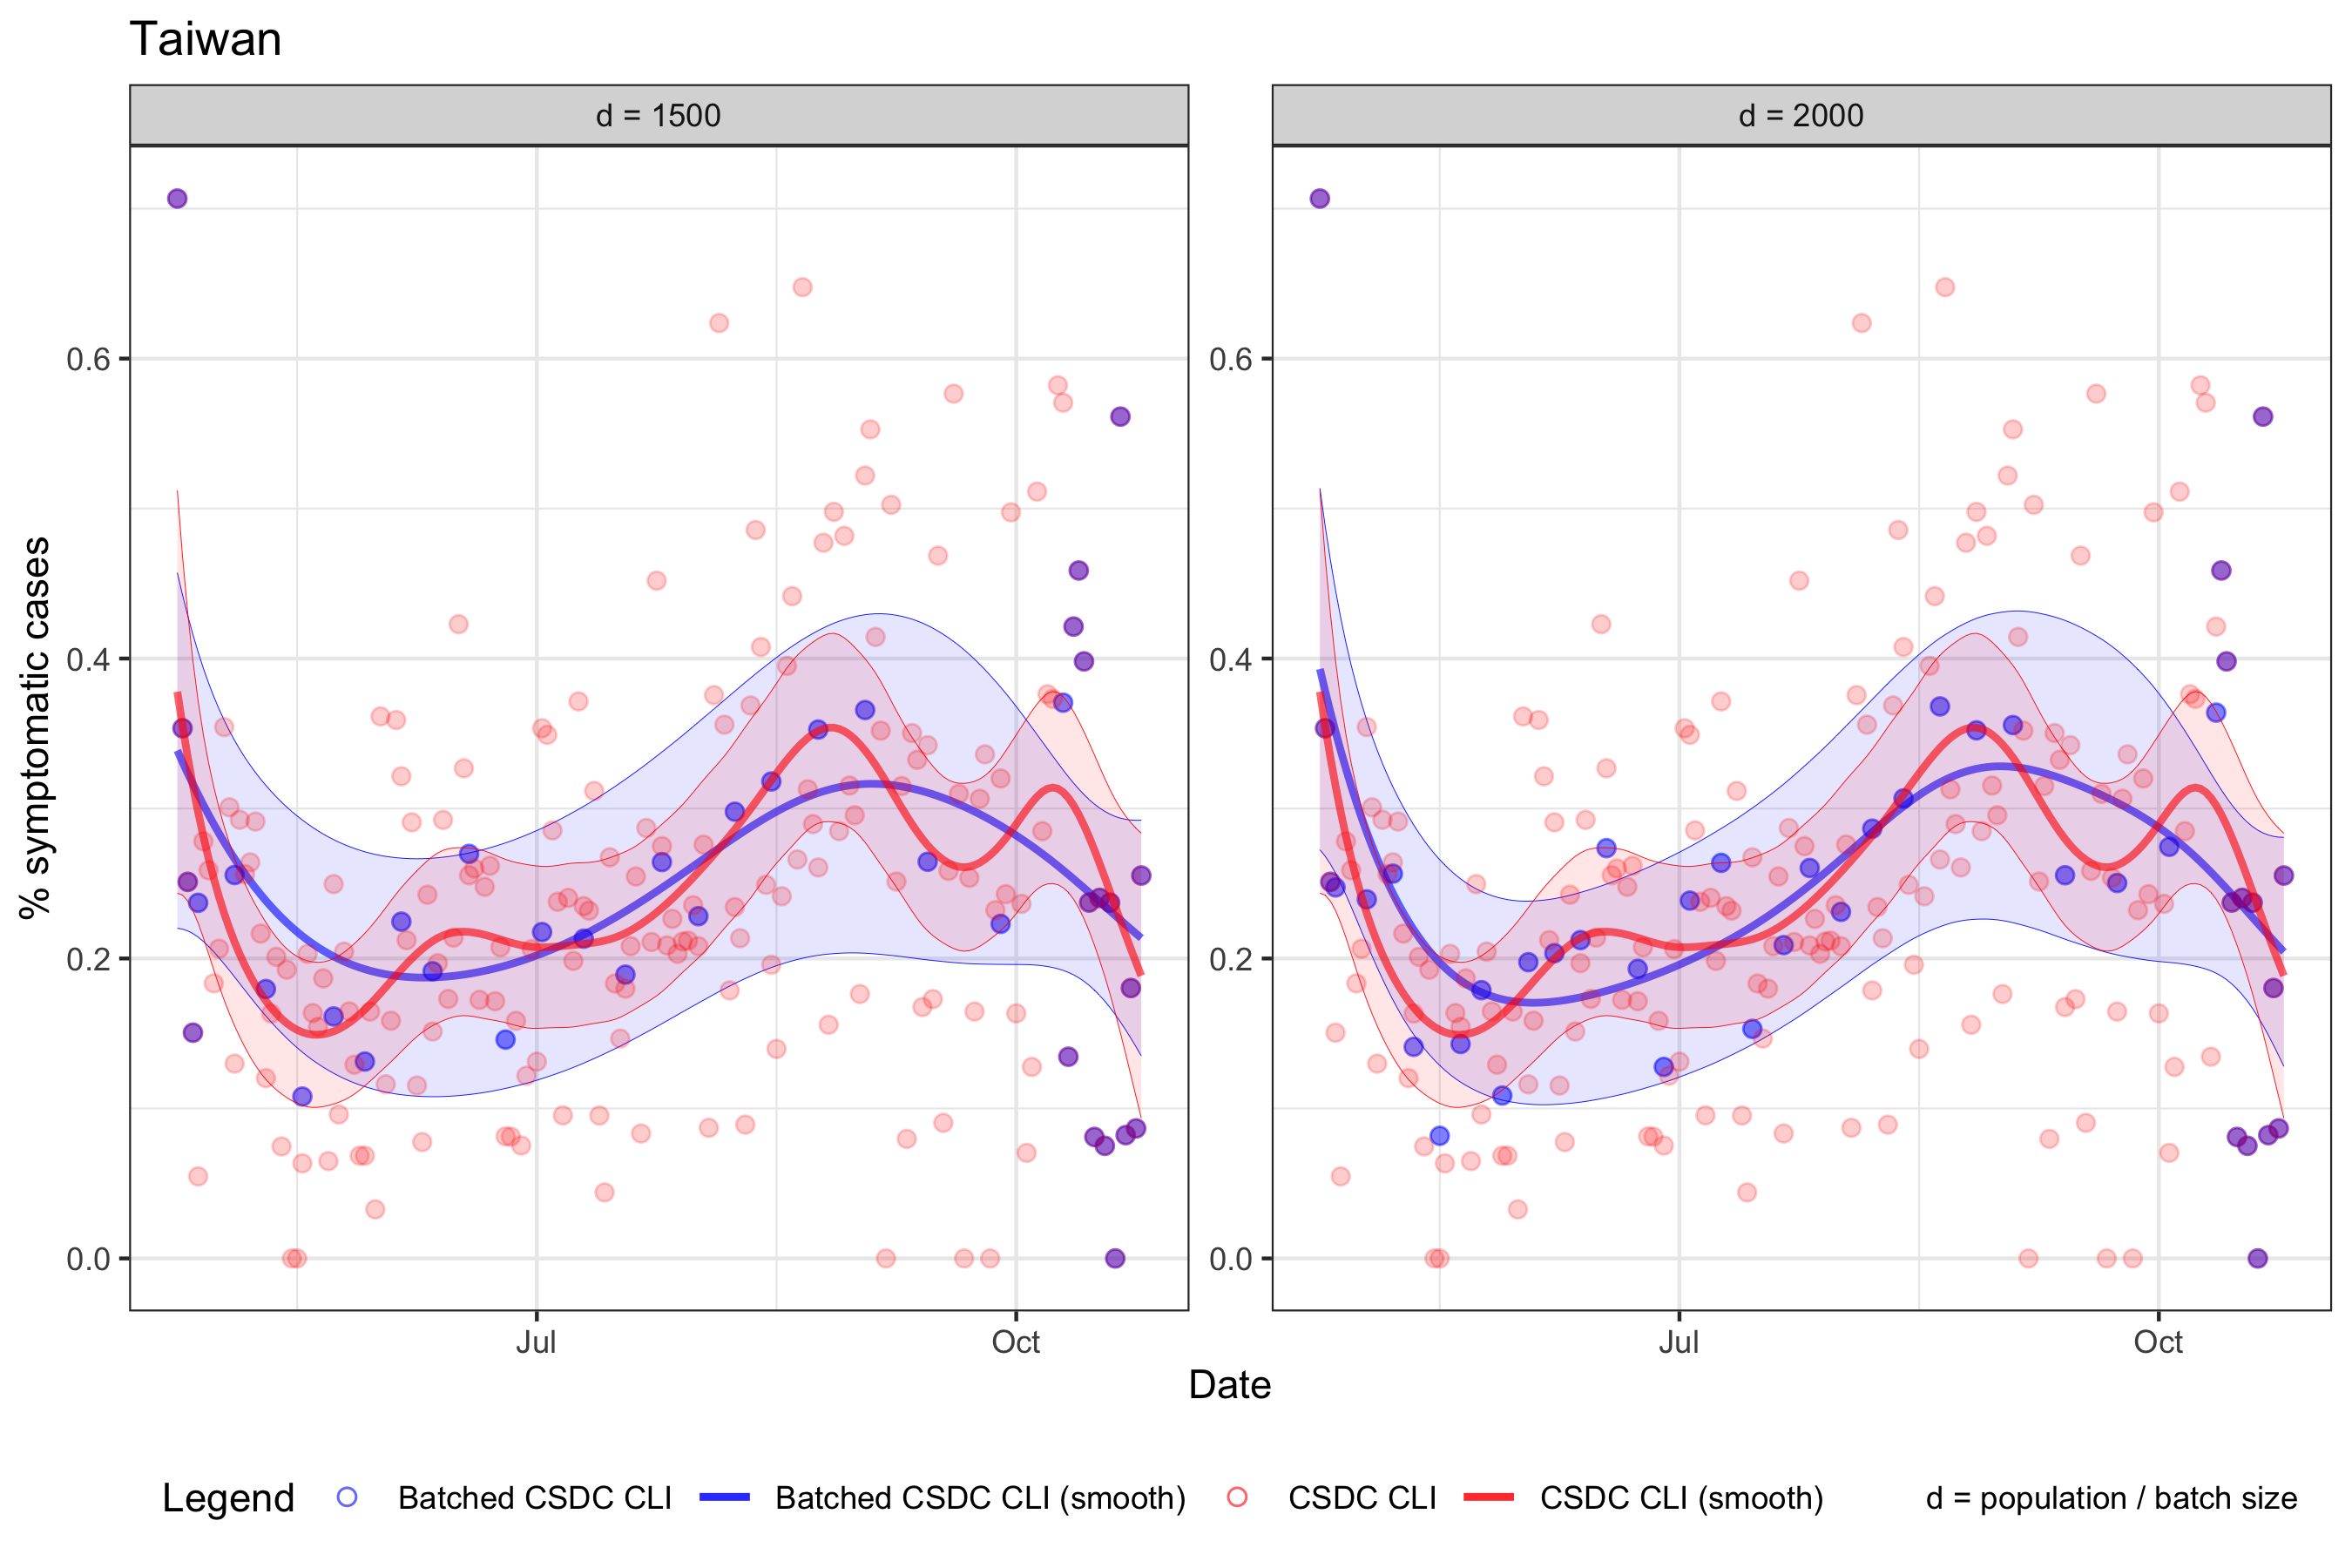 Taiwan
d = 1500
d = 2000
% symptomatic cases
0.6
0.4
0.2
0.0
0.6
0.4
0.2
0.0
Jul
Oct
Jul
Oct
Date
Legend Batched CSDC CLI Batched CSDC CLI (smooth) CSDC CLI CSDC CLI (smooth) d = population / batch size